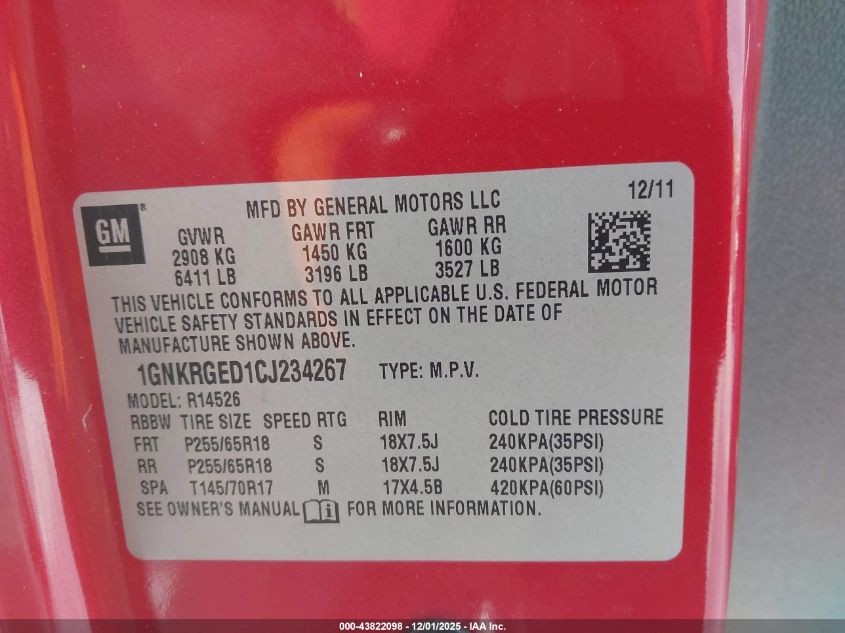 GM®
MFD BY GENERAL MOTORS LLC 12/11
GVWR GAWR FRT GAWR RR
2908 KG 1450 KG 1600 KG
6411 LB 3196 LB 3527 LB
THIS VEHICLE CONFORMS TO ALL APPLICABLE U.S. FEDERAL MOTOR
VEHICLE SAFETY STANDARDS IN EFFECT ON THE DATE OF
MANUFACTURE SHOWN ABOVE.
1GNKRGED1CJ234267 TYPE: M.P.V.
MODEL: R14526
RBBW TIRE SIZE SPEED RTG RIM COLD TIRE PRESSURE
FRT P255/65R18 S 18X7.5J 240KPA(35PSI)
RR P255/65R18 S 18X7.5J 240KPA(35PSI)
SPA T145/70R17 M 17X4.5B 420KPA(60PSI)
SEE OWNER'S MANUAL i FOR MORE INFORMATION.
000-43822098 - 12/01/2025 - IAA Inc.